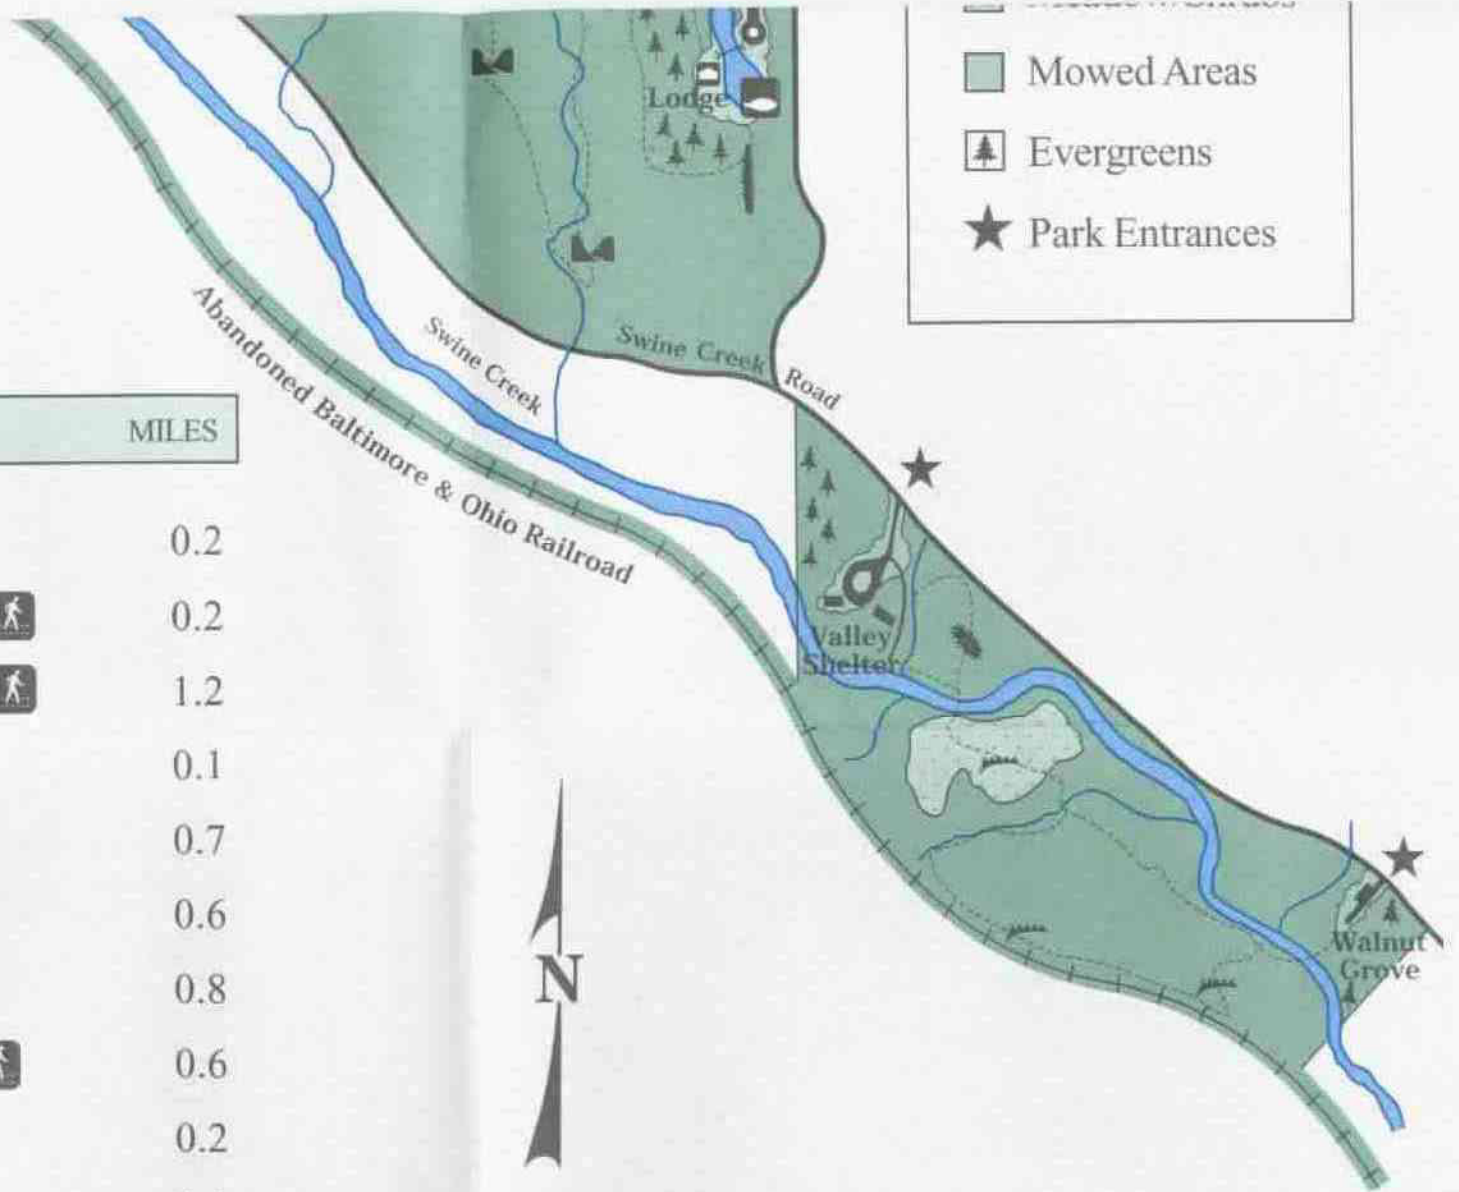 Mowed Areas
Evergreens
Park Entrances
Lodge
Swine Creek
Swine Creek Road
Abandoned Baltimore & Ohio Railroad
MILES
0.2
0.2
1.2
0.1
0.7
0.6
0.8
0.6
0.2
Valley
Shelter
Walnut
Grove
N